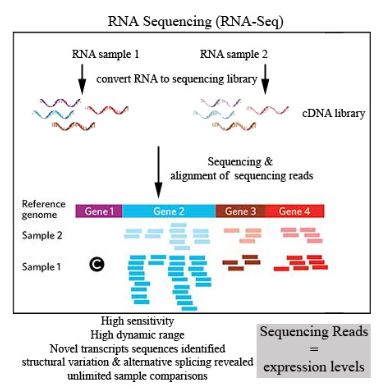 RNA Sequencing (RNA-Seq)
RNA sample 1
RNA sample 2
convert RNA to sequencing library
cDNA library
Sequencing &
alignment of sequencing reads
Reference
genome
Gene 1
Gene 2
Gene 3
Gene 4
Sample 2
Sample 1
C
High sensitivity
High dynamic range
Novel transcripts sequences identified
structural variation & alternative splicing revealed
unlimited sample comparisons
Sequencing Reads
=
expression levels